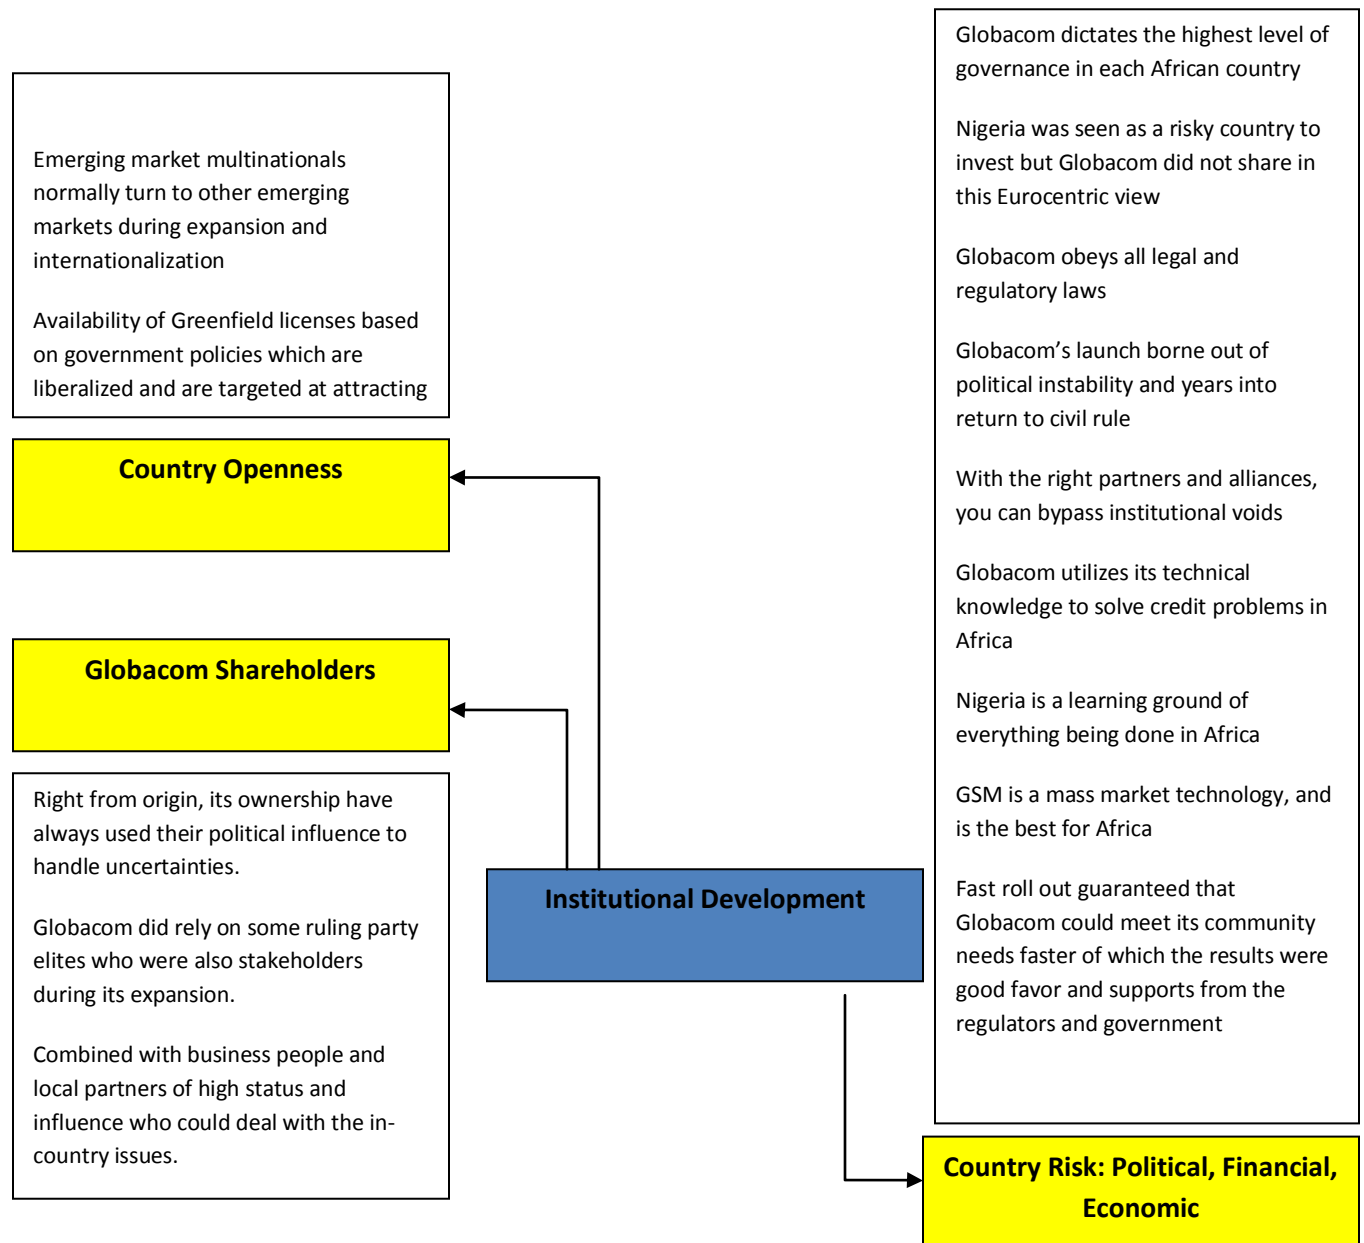 Emerging market multinationals
normally turn to other emerging
markets during expansion and
internationalization
Availability of Greenfield licenses based
on government policies which are
liberalized and are targeted at attracting
Country Openness
Globacom Shareholders
Right from origin, its ownership have
always used their political influence to
handle uncertainties.
Globacom did rely on some ruling party
elites who were also stakeholders
during its expansion.
Combined with business people and
local partners of high status and
influence who could deal with the in-
country issues.
Institutional Development
Globacom dictates the highest level of
governance in each African country
Nigeria was seen as a risky country to
invest but Globacom did not share in
this Eurocentric view
Globacom obeys all legal and
regulatory laws
Globacom’s launch borne out of
political instability and years into
return to civil rule
With the right partners and alliances,
you can bypass institutional voids
Globacom utilizes its technical
knowledge to solve credit problems in
Africa
Nigeria is a learning ground of
everything being done in Africa
GSM is a mass market technology, and
is the best for Africa
Fast roll out guaranteed that
Globacom could meet its community
needs faster of which the results were
good favor and supports from the
regulators and government
Country Risk: Political, Financial,
Economic